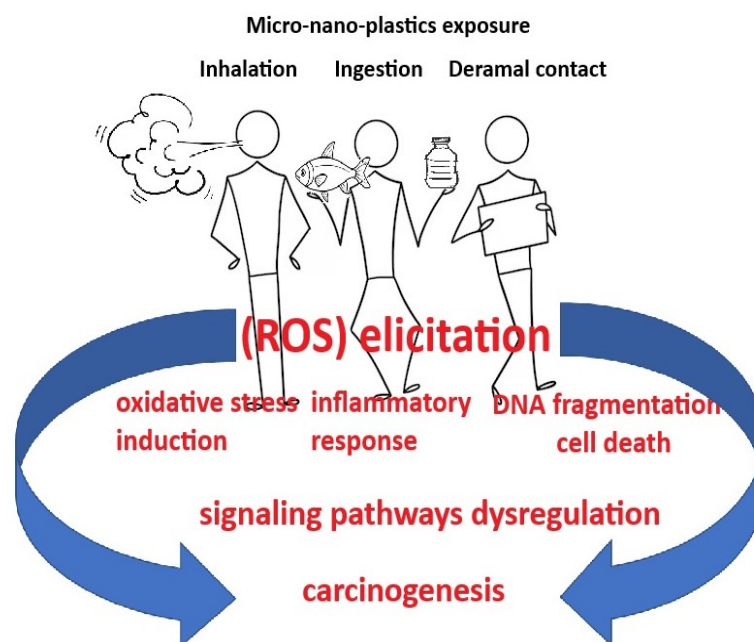 Micro-nano-plastics exposure
Inhalation Ingestion Deramal contact
(ROS) elicitation
oxidative stress inflammatory DNA fragmentation
induction response cell death
signaling pathways dysregulation
carcinogenesis